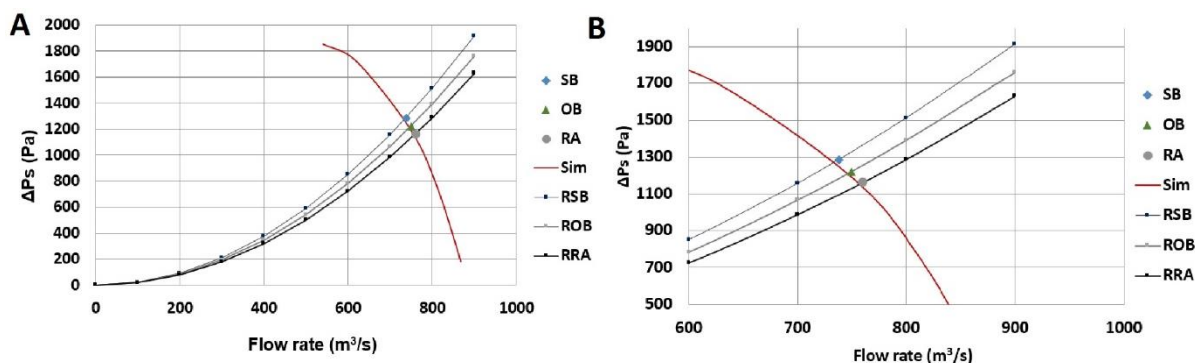 A
2000
1800
1600
1400
1200
1000
800
600
400
200
0
ΔPs (Pa)
0 200 400 600 800 1000
Flow rate (m³/s)
SB
OB
RA
Sim
RSB
ROB
RRA
B
1900
1700
1500
1300
1100
900
700
500
ΔPs (Pa)
600 700 800 900 1000
Flow rate (m³/s)
SB
OB
RA
Sim
RSB
ROB
RRA